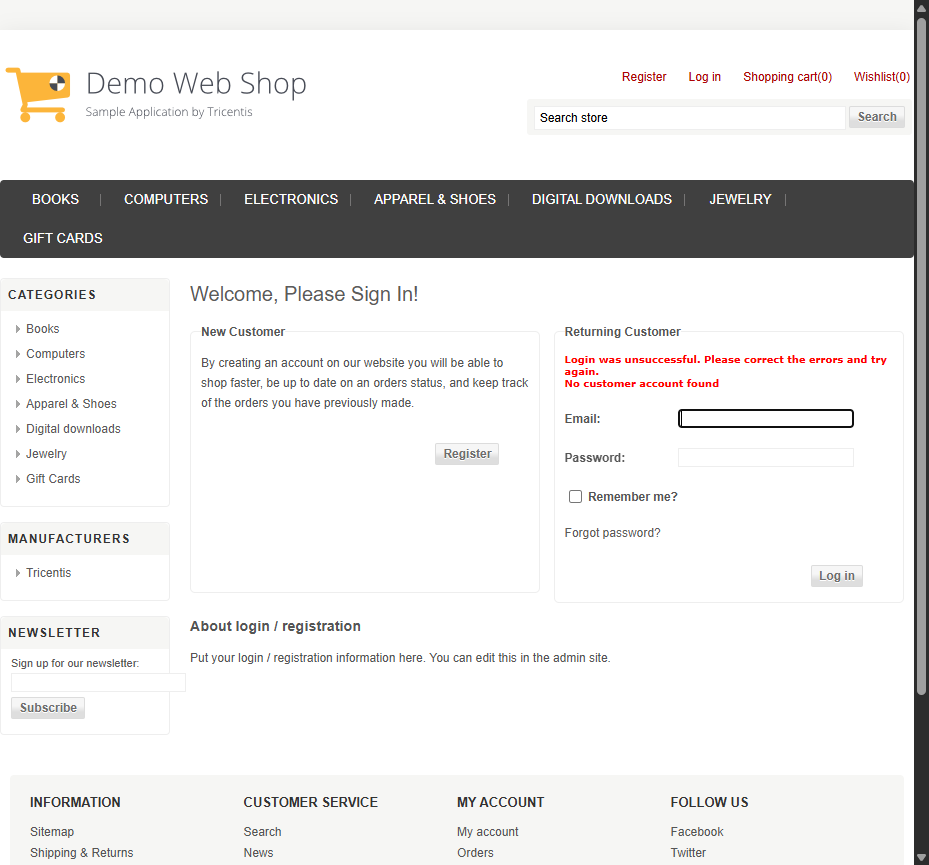 Demo Web Shop
Sample Application by Tricentis
Register Log in Shopping cart(0) Wishlist(0)
Search store Search
BOOKS COMPUTERS ELECTRONICS APPAREL & SHOES DIGITAL DOWNLOADS JEWELRY
GIFT CARDS
CATEGORIES
Books
Computers
Electronics
Apparel & Shoes
Digital downloads
Jewelry
Gift Cards
MANUFACTURERS
Tricentis
NEWSLETTER
Sign up for our newsletter:
Subscribe
Welcome, Please Sign In!
New Customer
By creating an account on our website you will be able to
shop faster, be up to date on an orders status, and keep track
of the orders you have previously made.
Register
Returning Customer
Login was unsuccessful. Please correct the errors and try
again.
No customer account found
Email:
Password:
Remember me?
Forgot password?
Log in
About login / registration
Put your login / registration information here. You can edit this in the admin site.
INFORMATION
Sitemap
Shipping & Returns
CUSTOMER SERVICE
Search
News
MY ACCOUNT
My account
Orders
FOLLOW US
Facebook
Twitter